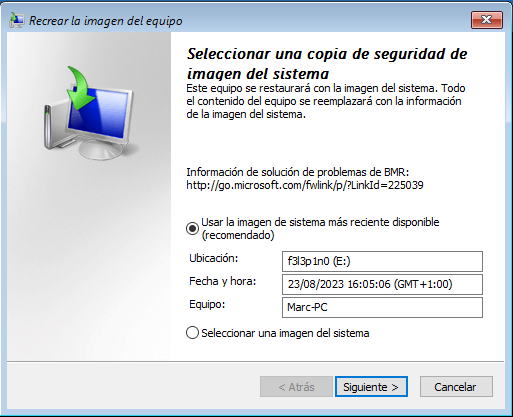 Recrear la imagen del equipo
Seleccionar una copia de seguridad de
imagen del sistema
Este equipo se restaurará con la imagen del sistema. Todo
el contenido del equipo se reemplazará con la información
de la imagen del sistema.
Información de solución de problemas de BMR:
http://go.microsoft.com/fwlink/p/?LinkId=225039
Usar la imagen de sistema más reciente disponible
(recomendado)
Ubicación: f3l3p1n0 (E:)
Fecha y hora: 23/08/2023 16:05:06 (GMT+1:00)
Equipo: Marc-PC
Seleccionar una imagen del sistema
< Atrás Siguiente > Cancelar